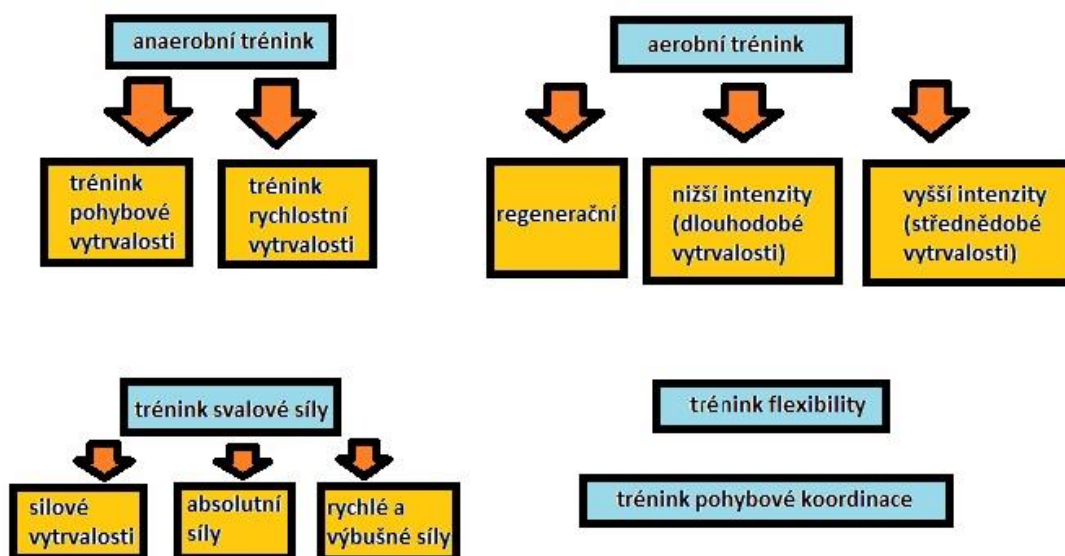 anaerobní trénink
aerobní trénink
trénink
pohybové
vytrvalosti
trénink
rychlostní
vytrvalosti
regenerační
nižší intenzity
(dlouhodobé
vytrvalosti)
vyšší intenzity
(střednědobé
vytrvalosti)
trénink svalové síly
trénink flexibility
silové
vytrvalosti
absolutní
síly
rychlé a
výbušné síly
trénink pohybové koordinace